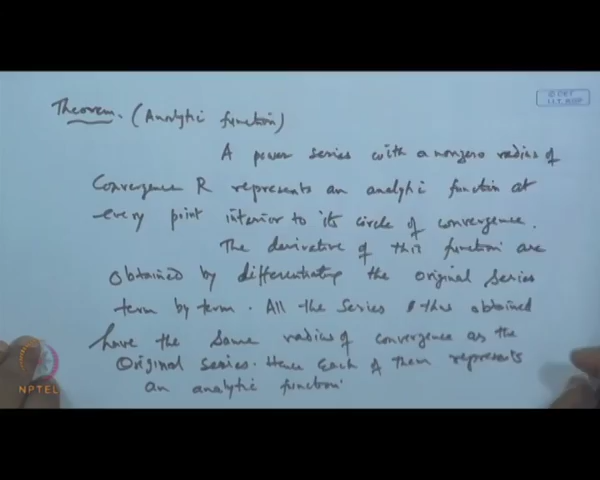 Theorem. (Analytic function)
© CET
I.I.T. KGP
A power series with a nonzero radius of
Convergence R represents an analytic function at
every point interior to its circle of convergence.
The derivative of this function are
obtained by differentiating the original series
term by term. All the series thus obtained
have the same radius of convergence as the
Original series. Hence each of them represents
an analytic function.
NPTEL